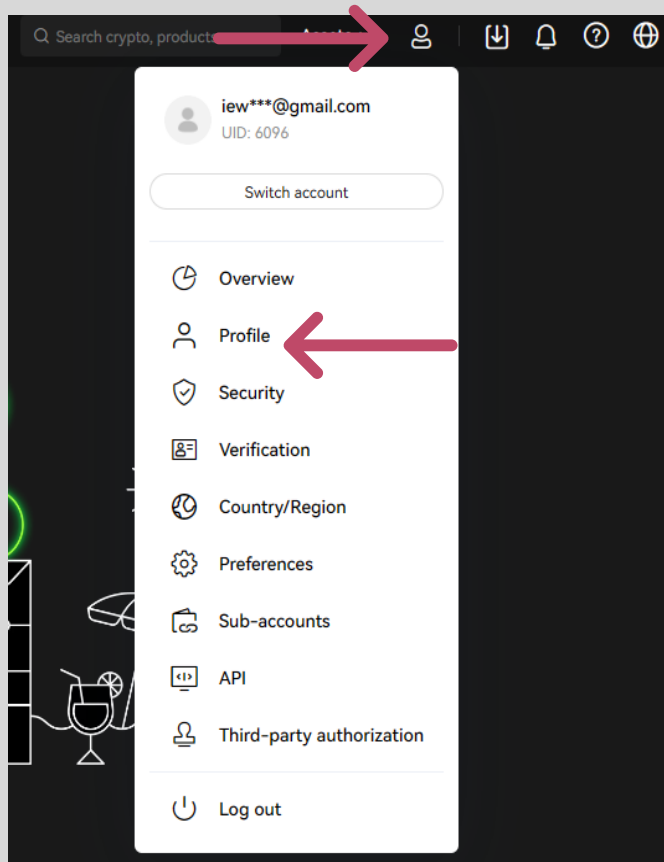 Search crypto, products
iew***@gmail.com
UID: 6096
Switch account
Overview
Profile
Security
Verification
Country/Region
Preferences
Sub-accounts
API
Third-party authorization
Log out